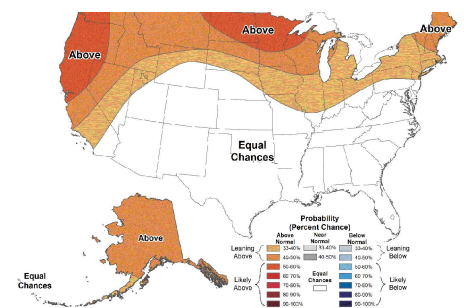 Above
Above
Above
Equal
Chances
Above
Equal
Chances
Probability
(Percent Chance)
Above
Normal
Near
Normal
Below
Normal
Leaning
Above
33-40%
40-50%
33-40%
40-50%
33-40%
40-50%
Leaning
Below
50-60%
60-70%
70-80%
80-90%
90-100%
Likely
Above
Equal
Chances
50-60%
60-70%
70-80%
80-90%
90-100%
Likely
Below